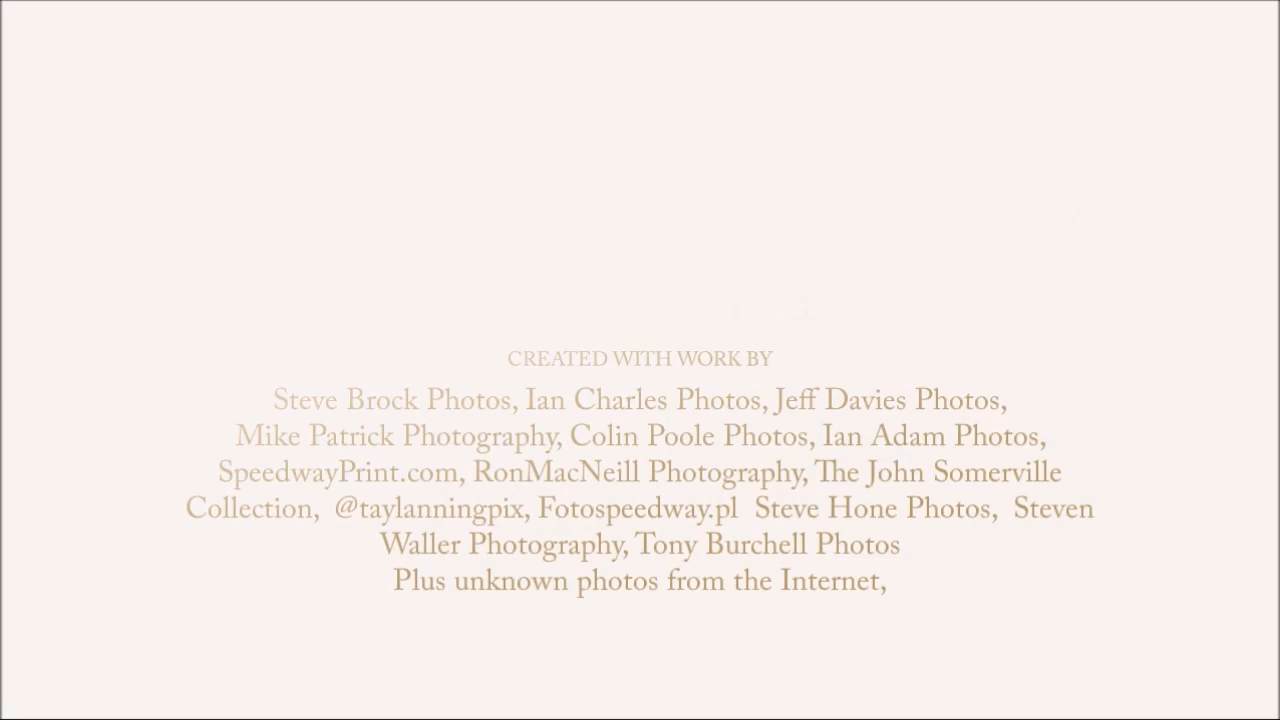 CREATED WITH WORK BY
Steve Brock Photos, Ian Charles Photos, Jeff Davies Photos,
Mike Patrick Photography, Colin Poole Photos, Ian Adam Photos,
SpeedwayPrint.com, RonMacNeill Photography, The John Somerville
Collection,  @taylanningpix, Fotospeedway.pl  Steve Hone Photos,  Steven
Waller Photography, Tony Burchell Photos
Plus unknown photos from the Internet,